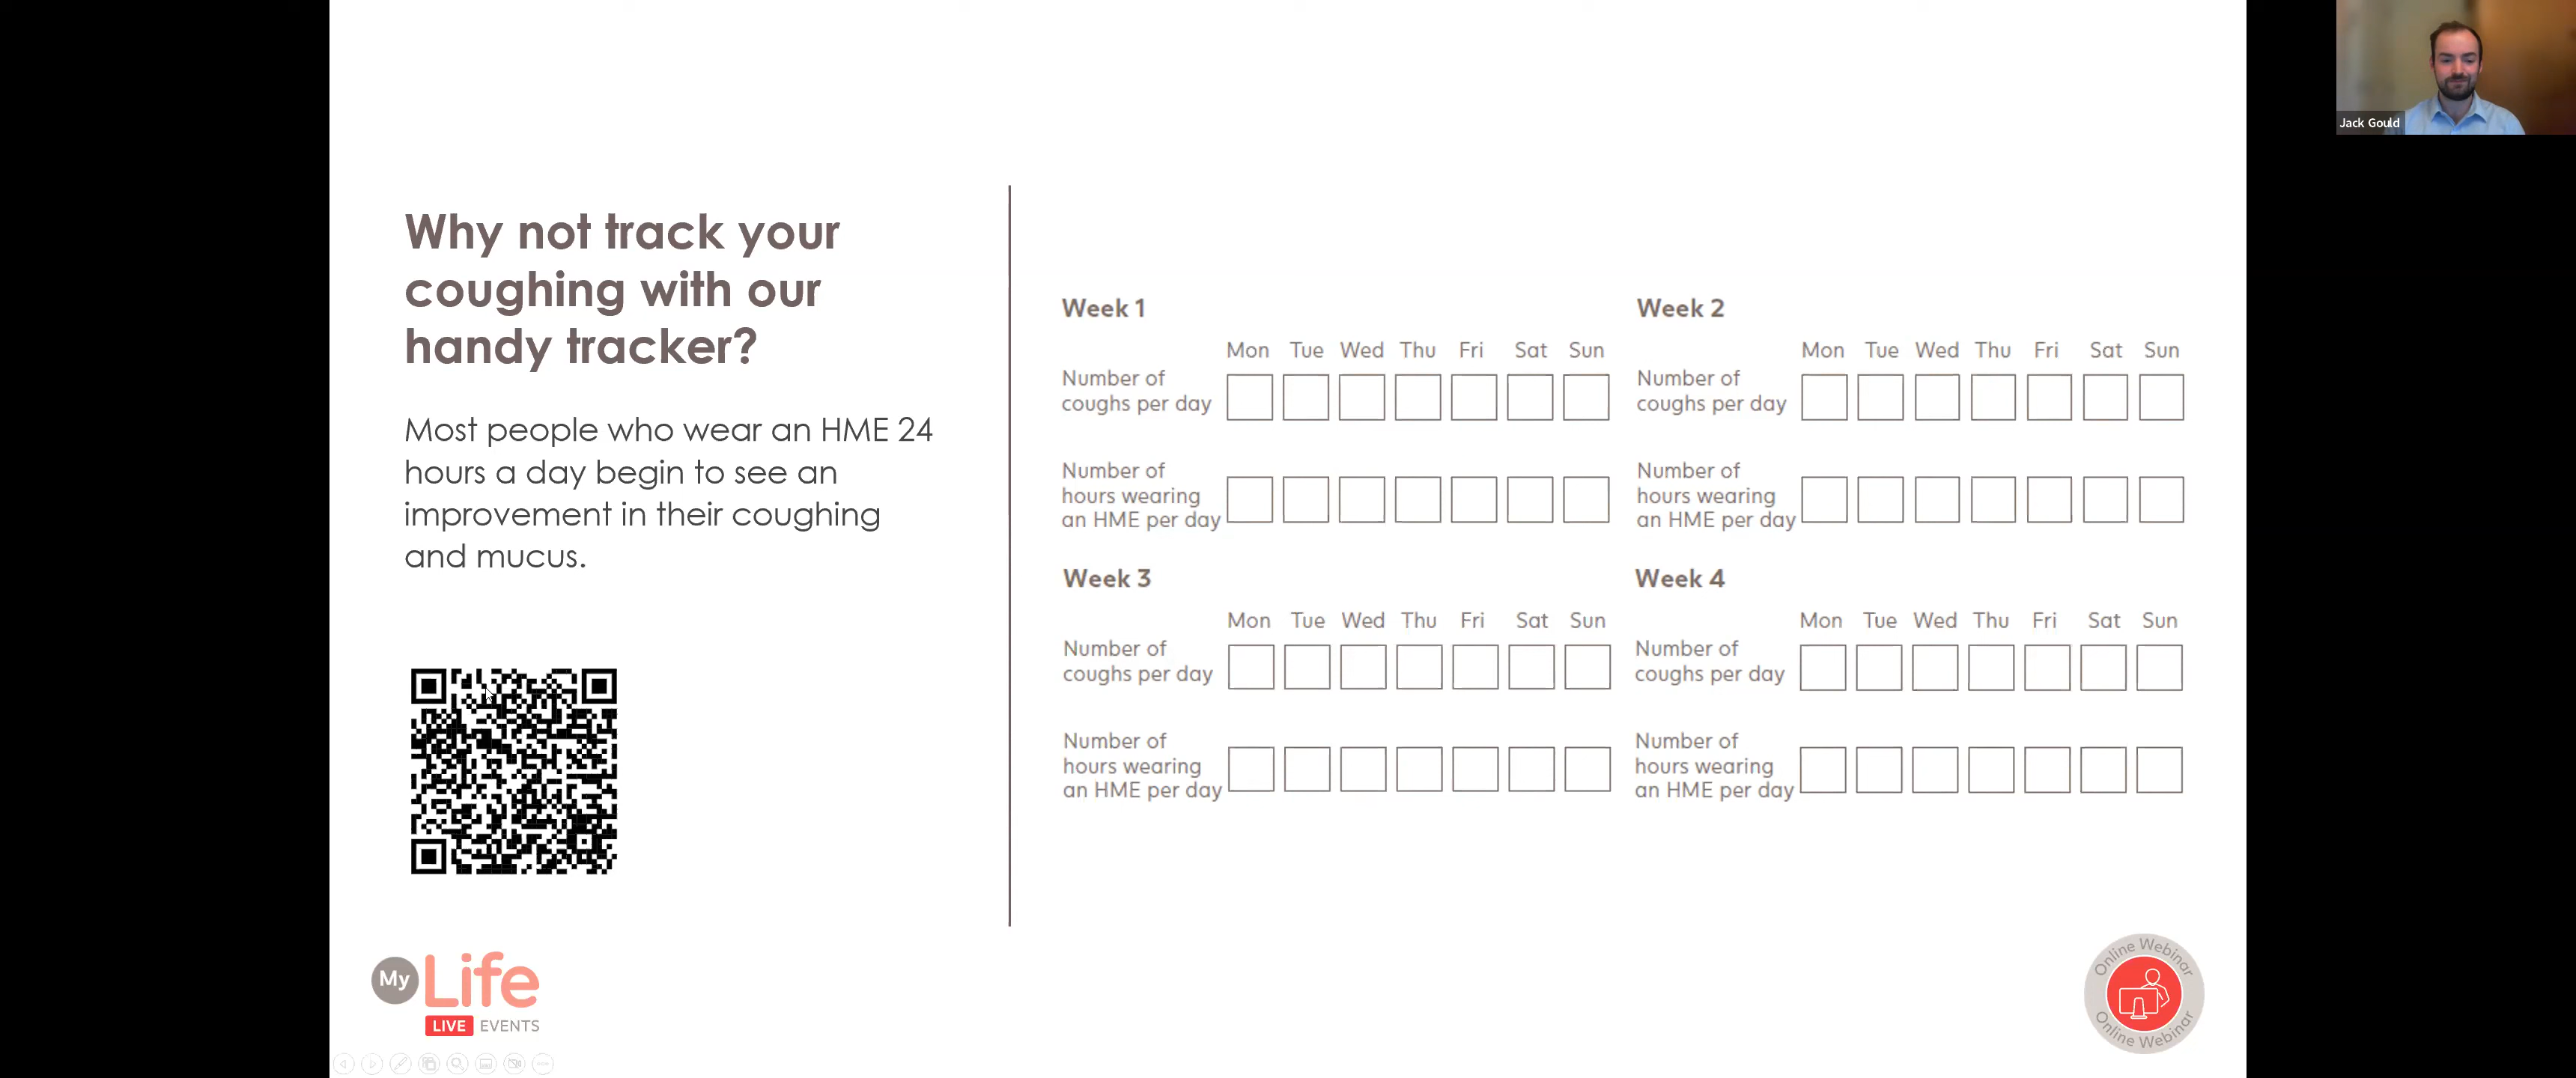 Jack Gould
Why not track your
coughing with our
handy tracker?
Most people who wear an HME 24
hours a day begin to see an
improvement in their coughing
and mucus.
Week 1
Mon Tue Wed Thu Fri Sat Sun
Number of
coughs per day
Number of
hours wearing
an HME per day
Week 2
Mon Tue Wed Thu Fri Sat Sun
Number of
coughs per day
Number of
hours wearing
an HME per day
Week 3
Mon Tue Wed Thu Fri Sat Sun
Number of
coughs per day
Number of
hours wearing
an HME per day
Week 4
Mon Tue Wed Thu Fri Sat Sun
Number of
coughs per day
Number of
hours wearing
an HME per day
My Life
LIVE EVENTS
Online Webinar
Online Webinar